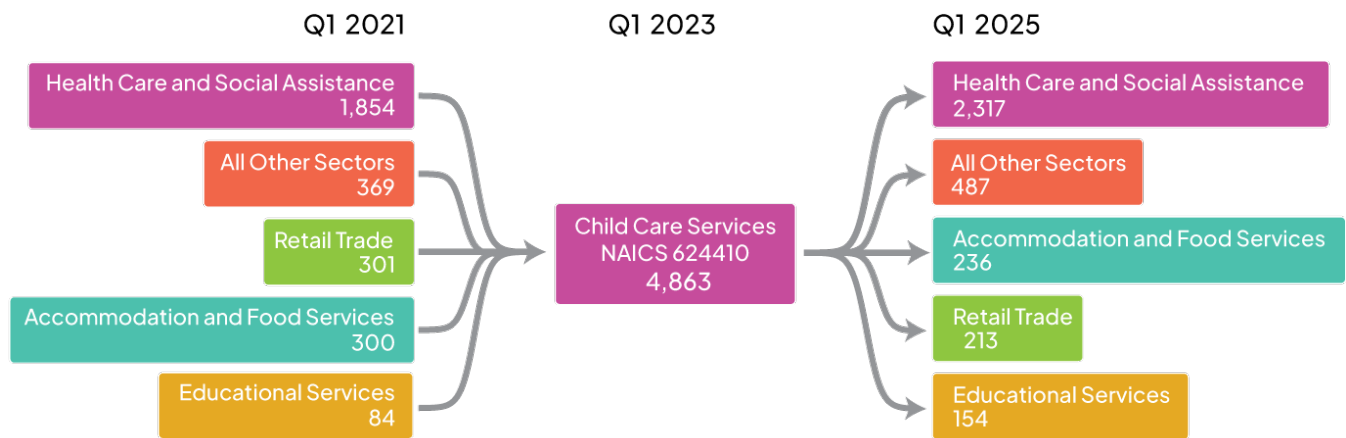 Q1 2021
Q1 2023
Q1 2025
Health Care and Social Assistance
1,854
All Other Sectors
369
Retail Trade
301
Accommodation and Food Services
300
Educational Services
84
Child Care Services
NAICS 624410
4,863
Health Care and Social Assistance
2,317
All Other Sectors
487
Accommodation and Food Services
236
Retail Trade
213
Educational Services
154